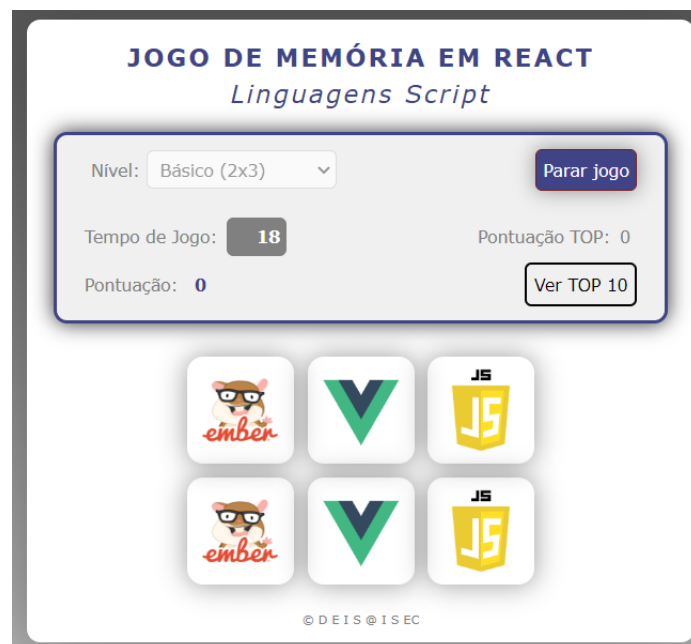 JOGO DE MEMÓRIA EM REACT
Linguagens Script
Nível: Básico (2x3) Parar jogo
Tempo de Jogo: 18 Pontuação TOP: 0
Pontuação: 0 Ver TOP 10
ember JS JS
ember JS JS
© D E I S @ I S EC